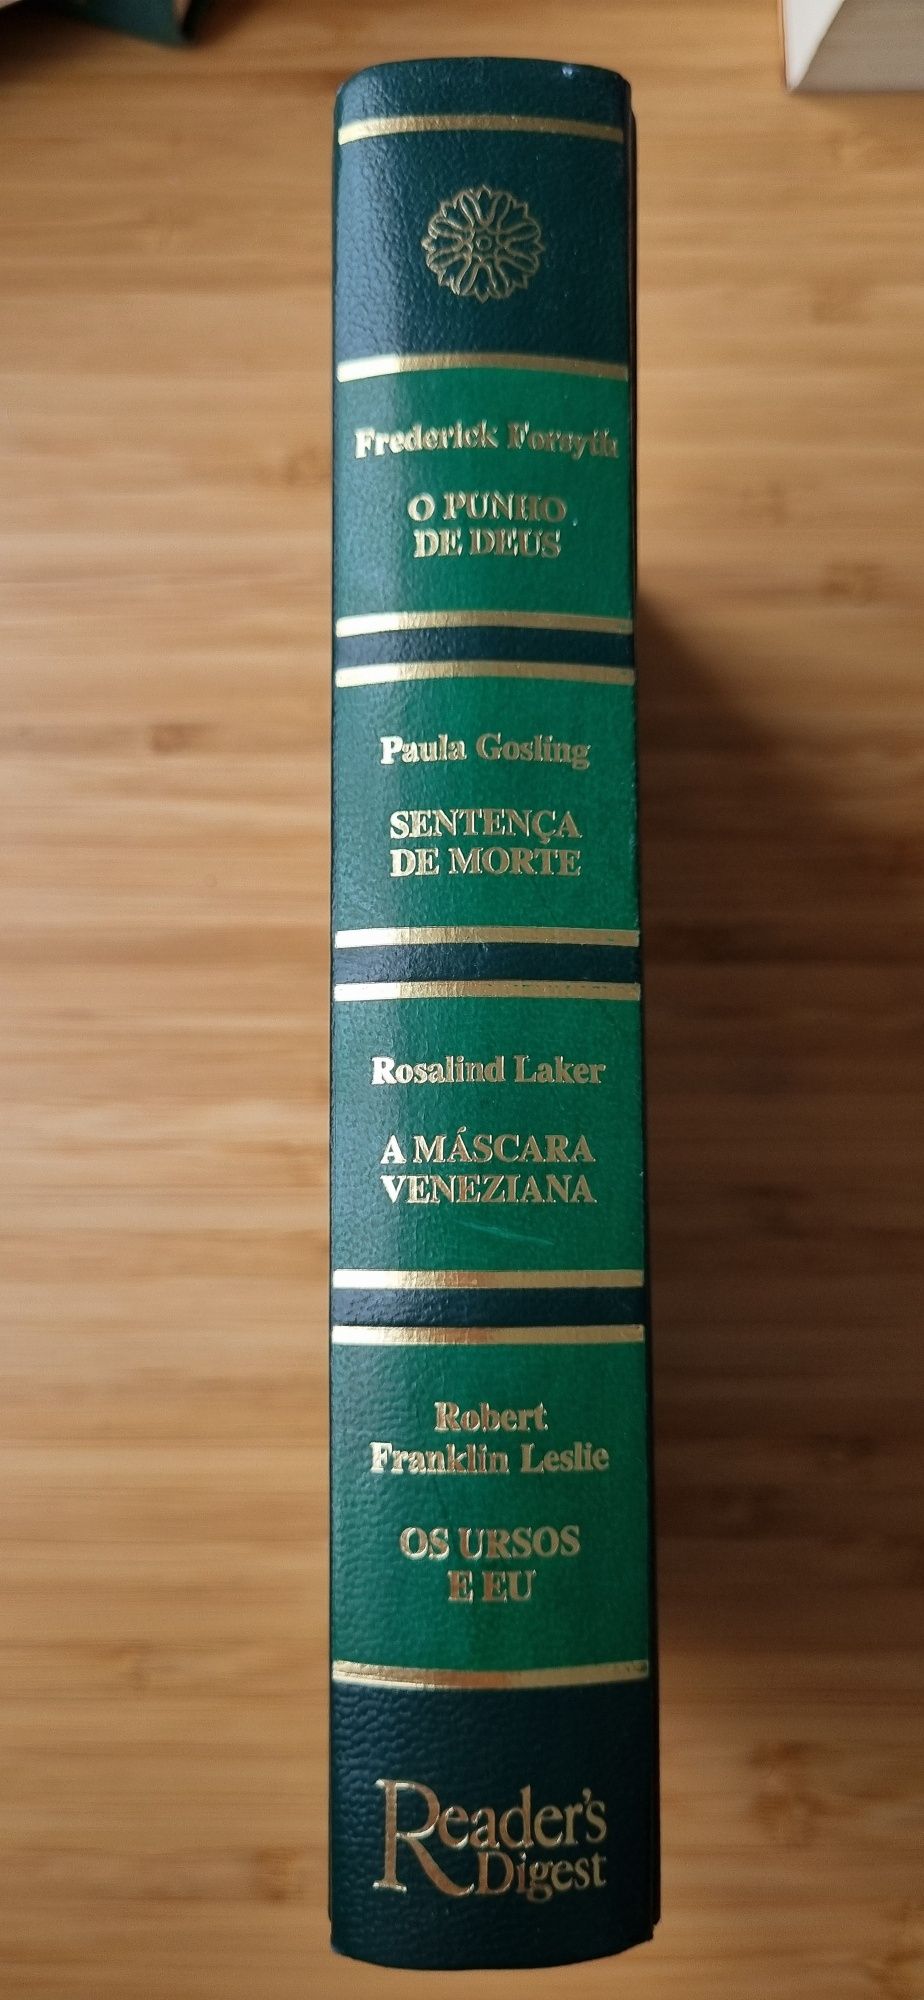 Frederick Forsyth
O PUNHO
DE DEUS
Paula Gosling
SENTENÇA
DE MORTE
Rosalind Laker
A MÁSCARA
VENEZIANA
Robert
Franklin Leslie
OS URSOS
E EU
Reader's
Digest